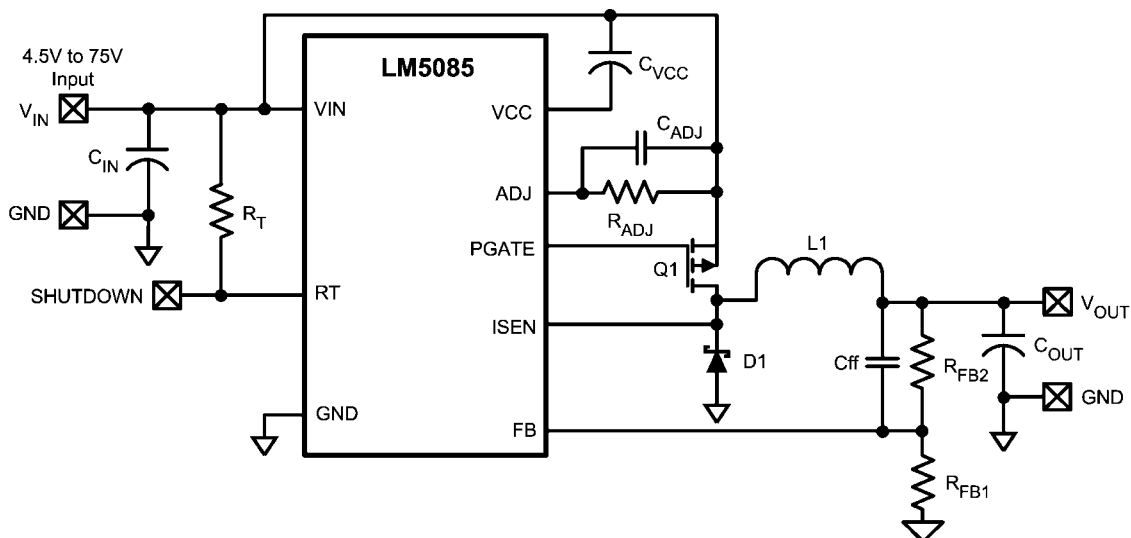 4.5V to 75V
Input
V_IN
C_IN
GND
R_T
SHUTDOWN
LM5085
VIN
RT
GND
VCC
ADJ
PGATE
ISEN
FB
C_VCC
C_ADJ
R_ADJ
Q1
L1
D1
Cff
R_FB2
R_FB1
V_OUT
C_OUT
GND